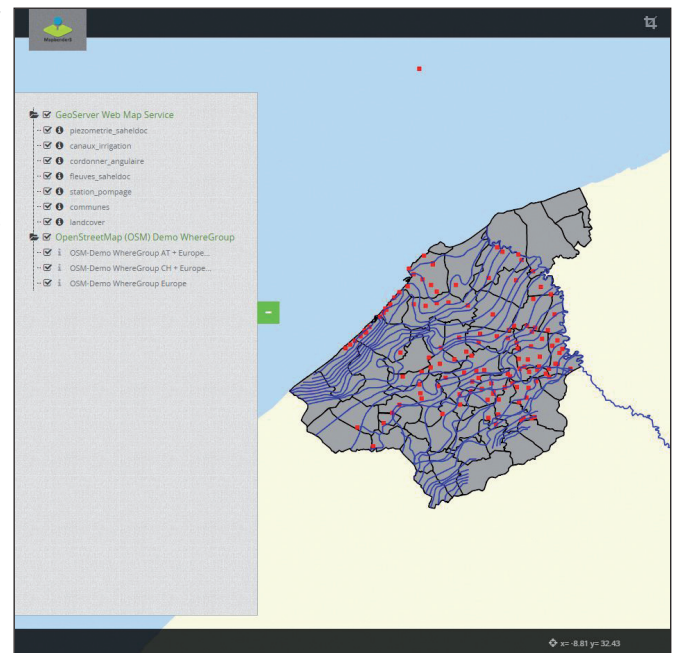 Mapbender3
GeoServer Web Map Service
piezometrie_saheldoc
canaux_irrigation
cordonner_angulaire
fleuves_saheldoc
station_pompage
communes
landcover
OpenStreetMap (OSM) Demo WhereGroup
OSM-Demo WhereGroup AT + Europe...
OSM-Demo WhereGroup CH + Europe...
OSM-Demo WhereGroup Europe
x= -8.81 y= 32.43